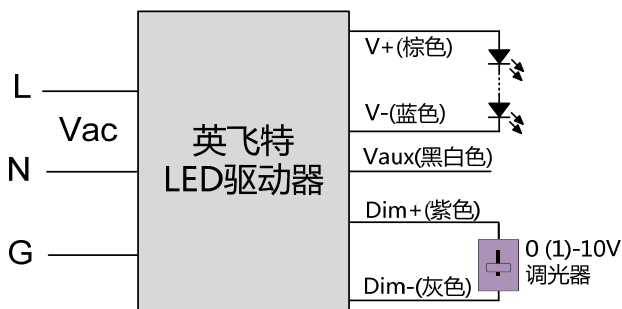 L
Vac
N
G
英飞特
LED驱动器
V+(棕色)
V-(蓝色)
Vaux(黑白色)
Dim+(紫色)
Dim-(灰色)
0 (1)-10V
调光器